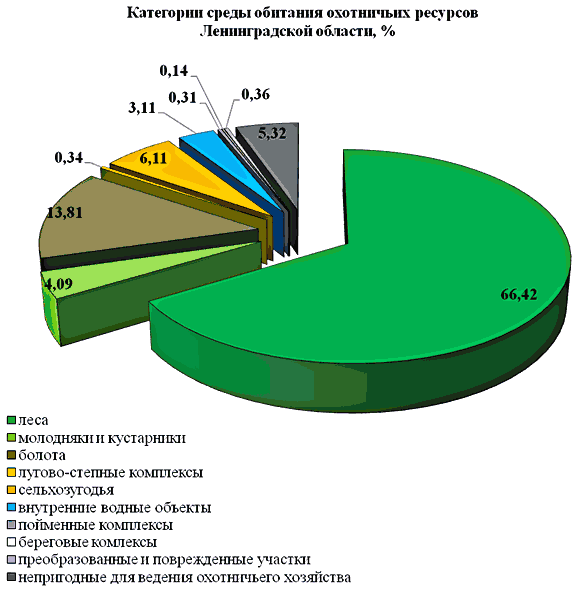 Категории среды обитания охотничьих ресурсов
Ленинградской области, %
0,14
0,36
0,31
3,11
5,32
6,11
0,34
13,81
4,09
66,42
леса
молодняки и кустарники
болота
лугово-степные комплексы
сельхозугодья
внутренние водные объекты
пойменные комплексы
береговые комлексы
преобразованные и поврежденные участки
непригодные для ведения охотничьего хозяйства